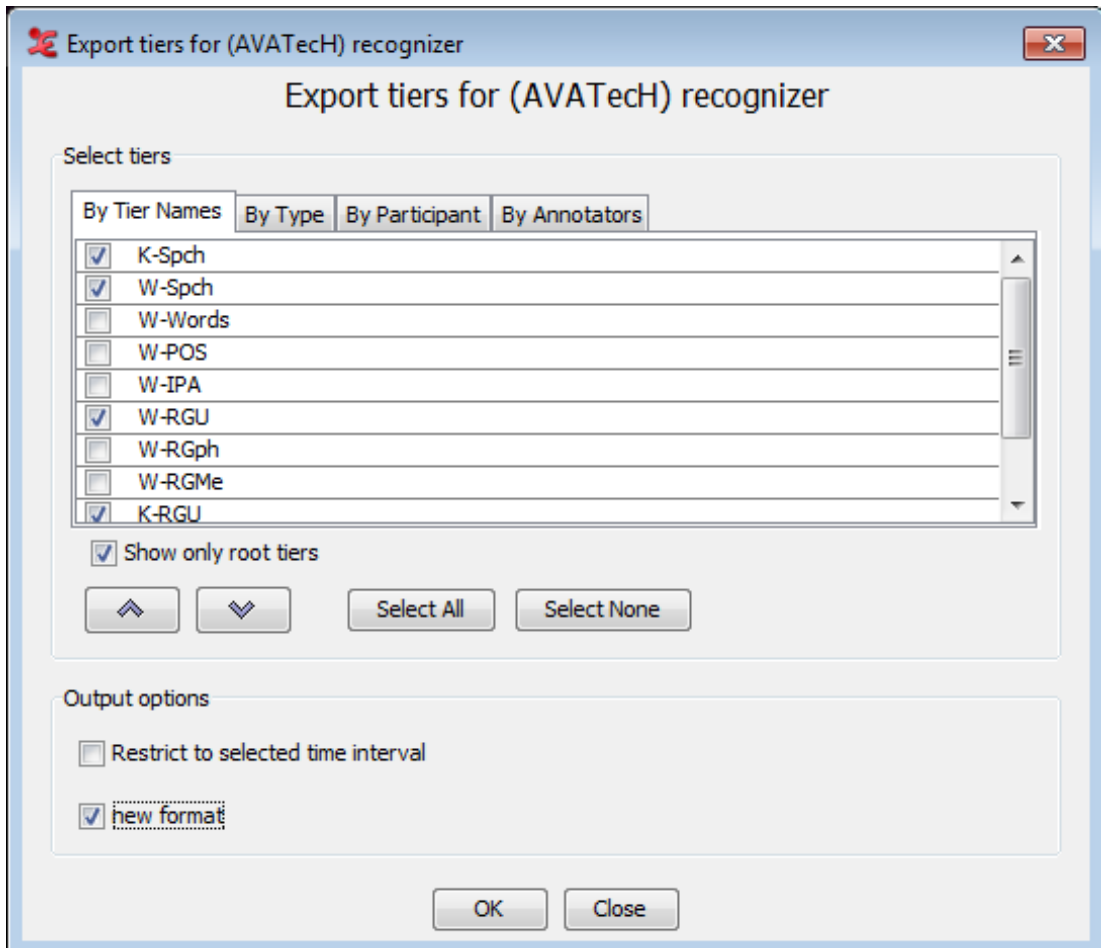 Export tiers for (AVATecH) recognizer
Export tiers for (AVATecH) recognizer
Select tiers
By Tier Names By Type By Participant By Annotators
K-Spch
W-Spch
W-Words
W-POS
W-IPA
W-RGU
W-RGph
W-RGMe
K-RGU
Show only root tiers
Select All Select None
Output options
Restrict to selected time interval
new format
OK Close